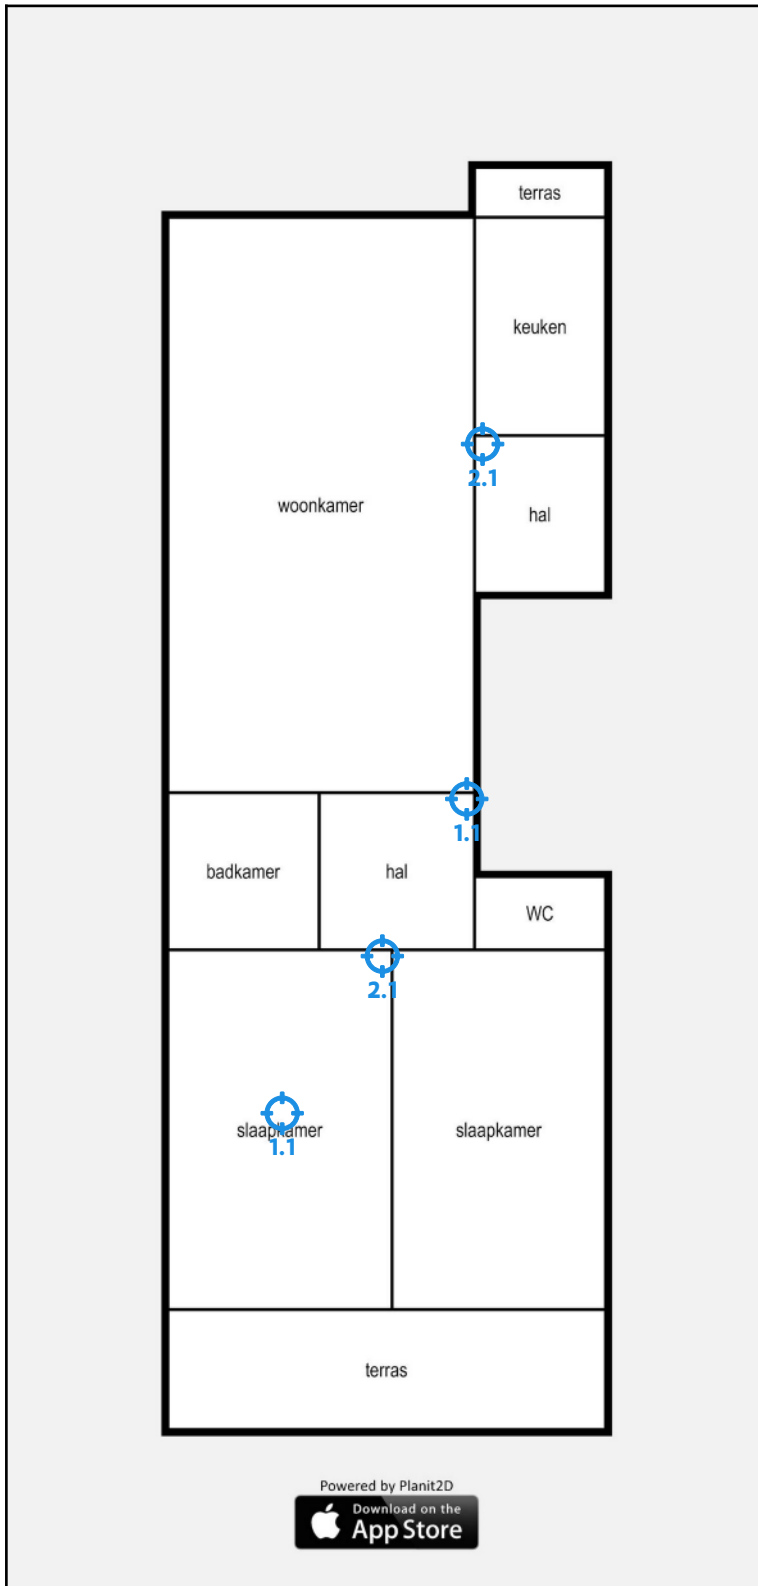 terras
keuken
2.1
woonkamer
hal
1.1
badkamer
hal
WC
2.1
slaapkamer
1.1
slaapkamer
terras
Powered by Planit2D
Download on the
App Store